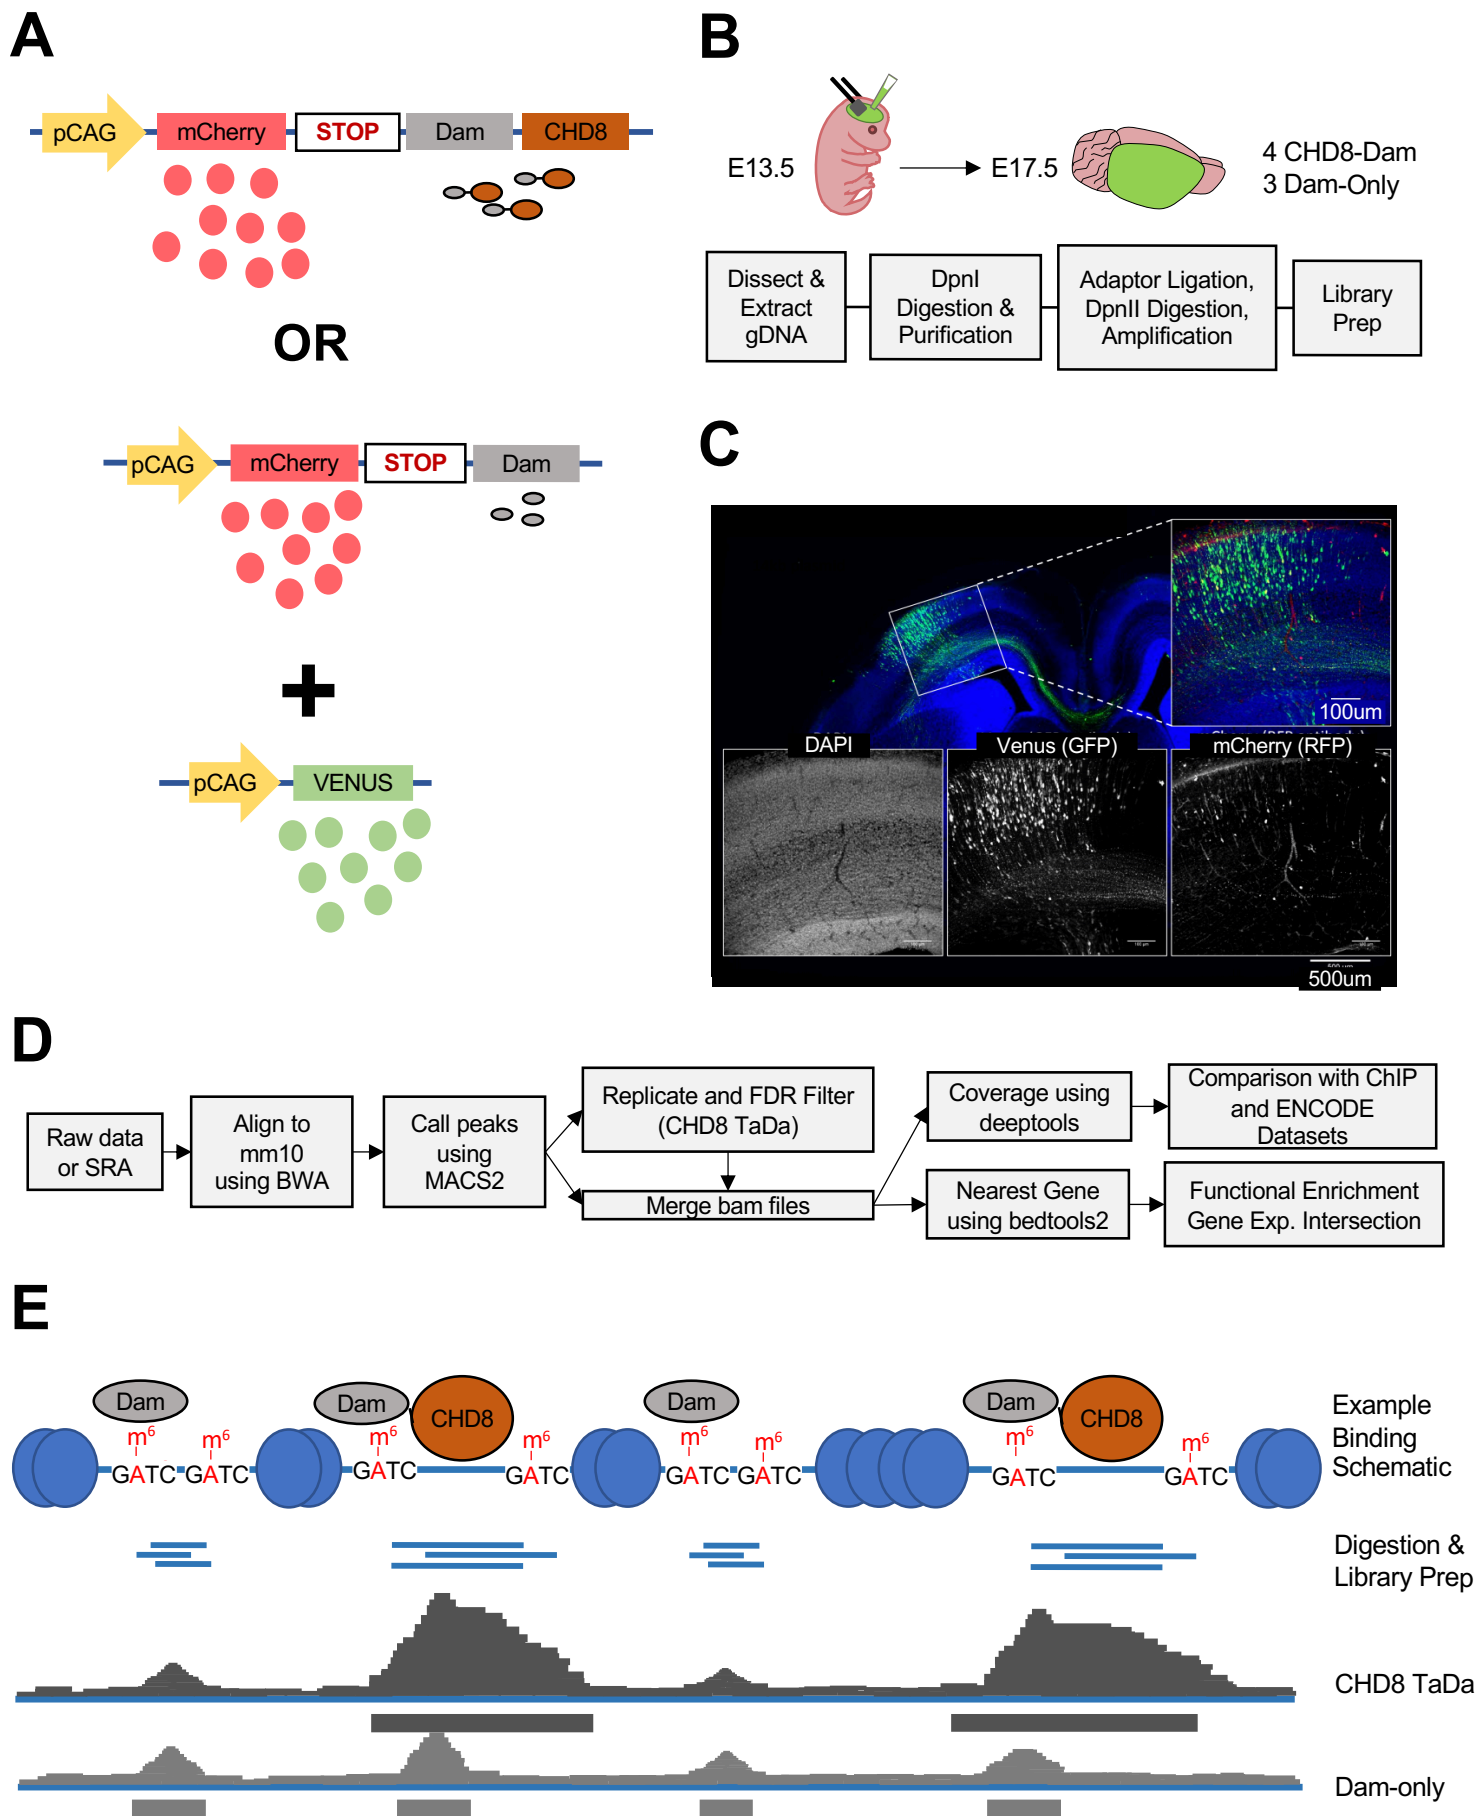 A
pCAG mCherry STOP Dam CHD8
OR
pCAG mCherry STOP Dam
pCAG VENUS
B
E13.5
E17.5
4 CHD8-Dam
3 Dam-Only
Dissect &
Extract
gDNA
DpnI
Digestion &
Purification
Adaptor Ligation,
DpnII Digestion,
Amplification
Library
Prep
C
100um
DAPI
Venus (GFP)
mCherry (RFP)
500um
D
Raw data
or SRA
Align to
mm10
using BWA
Call peaks
using
MACS2
Replicate and FDR Filter
(CHD8 TaDa)
Merge bam files
Coverage using
deeptools
Comparison with ChIP
and ENCODE
Datasets
Nearest Gene
using bedtools2
Functional Enrichment
Gene Exp. Intersection
E
Dam Dam CHD8 Dam Dam CHD8
m6 m6 m6 m6 m6 m6 m6 m6
GATC GATC GATC GATC GATC GATC GATC GATC
Example
Binding
Schematic
Digestion &
Library Prep
CHD8 TaDa
Dam-only